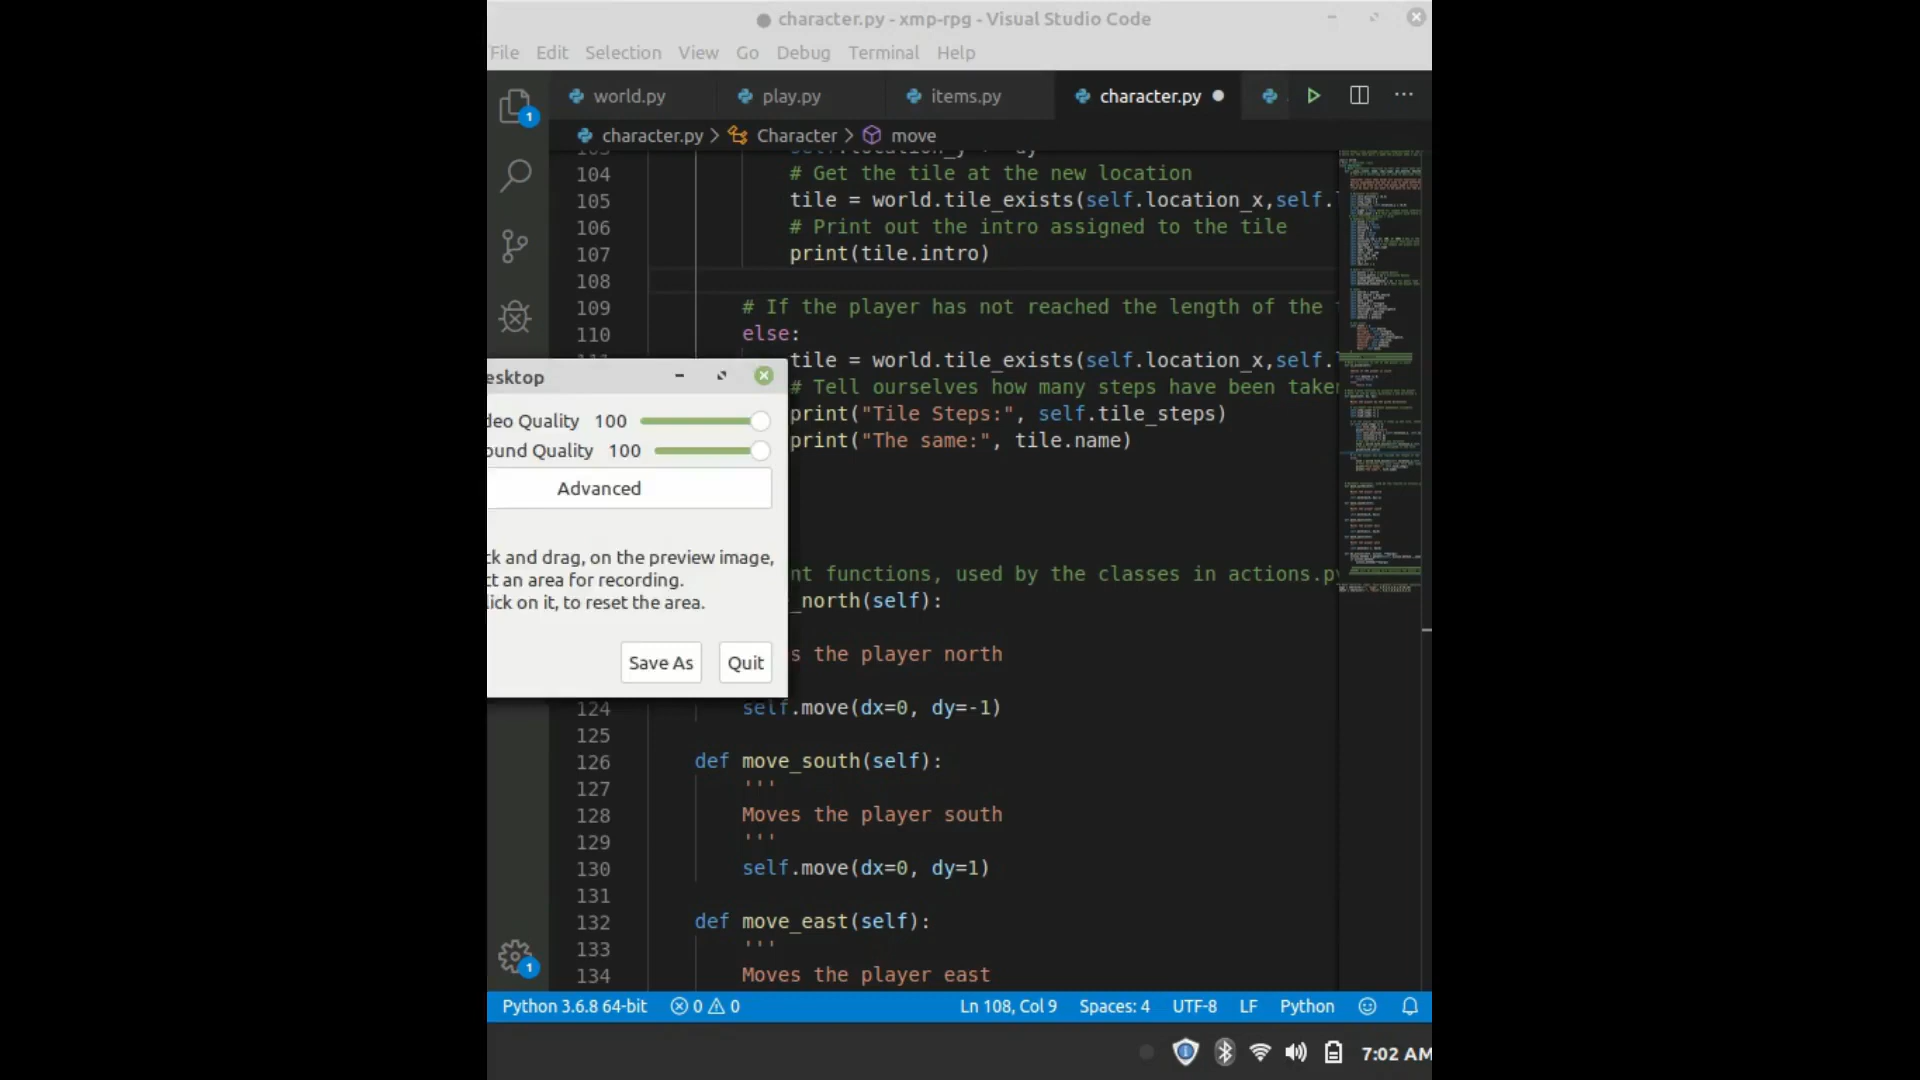 character.py - xmp-rpg - Visual Studio Code
File Edit Selection View Go Debug Terminal Help
1
world.py play.py items.py character.py
character.py > Character > move
104 # Get the tile at the new location
105 tile = world.tile_exists(self.location_x,self.
106 # Print out the intro assigned to the tile
107 print(tile.intro)
108
109 # If the player has not reached the length of the
110 else:
tile = world.tile_exists(self.location_x,self.
# Tell ourselves how many steps have been taken
print("Tile Steps:", self.tile_steps)
print("The same:", tile.name)
esktop
deo Quality 100
ound Quality 100
Advanced
ck and drag, on the preview image,
ct an area for recording.
lick on it, to reset the area.
Save As Quit
nt functions, used by the classes in actions.py
_north(self):
s the player north
124 self.move(dx=0, dy=-1)
125
126 def move_south(self):
127 '''
128 Moves the player south
129 '''
130 self.move(dx=0, dy=1)
131
132 def move_east(self):
133 '''
134 Moves the player east
1
Python 3.6.8 64-bit 0 0 Ln 108, Col 9 Spaces: 4 UTF-8 LF Python
7:02 AM